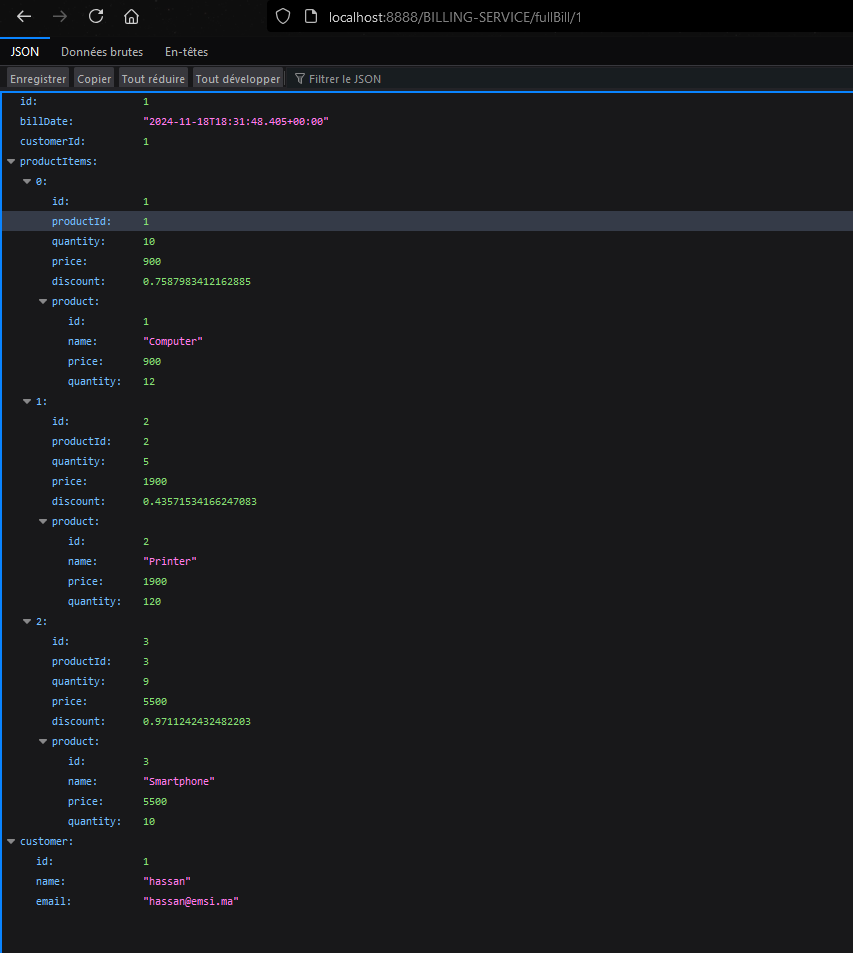 localhost:8888/BILLING-SERVICE/fullBill/1
JSON Données brutes En-têtes
Enregistrer Copier Tout réduire Tout développer Filtrer le JSON
id: 1
billDate: "2024-11-18T18:31:48.405+00:00"
customerId: 1
productItems:
0:
id: 1
productId: 1
quantity: 10
price: 900
discount: 0.7587983412162885
product:
id: 1
name: "Computer"
price: 900
quantity: 12
1:
id: 2
productId: 2
quantity: 5
price: 1900
discount: 0.43571534166247083
product:
id: 2
name: "Printer"
price: 1900
quantity: 120
2:
id: 3
productId: 3
quantity: 9
price: 5500
discount: 0.9711242432482203
product:
id: 3
name: "Smartphone"
price: 5500
quantity: 10
customer:
id: 1
name: "hassan"
email: "hassan@emsi.ma"